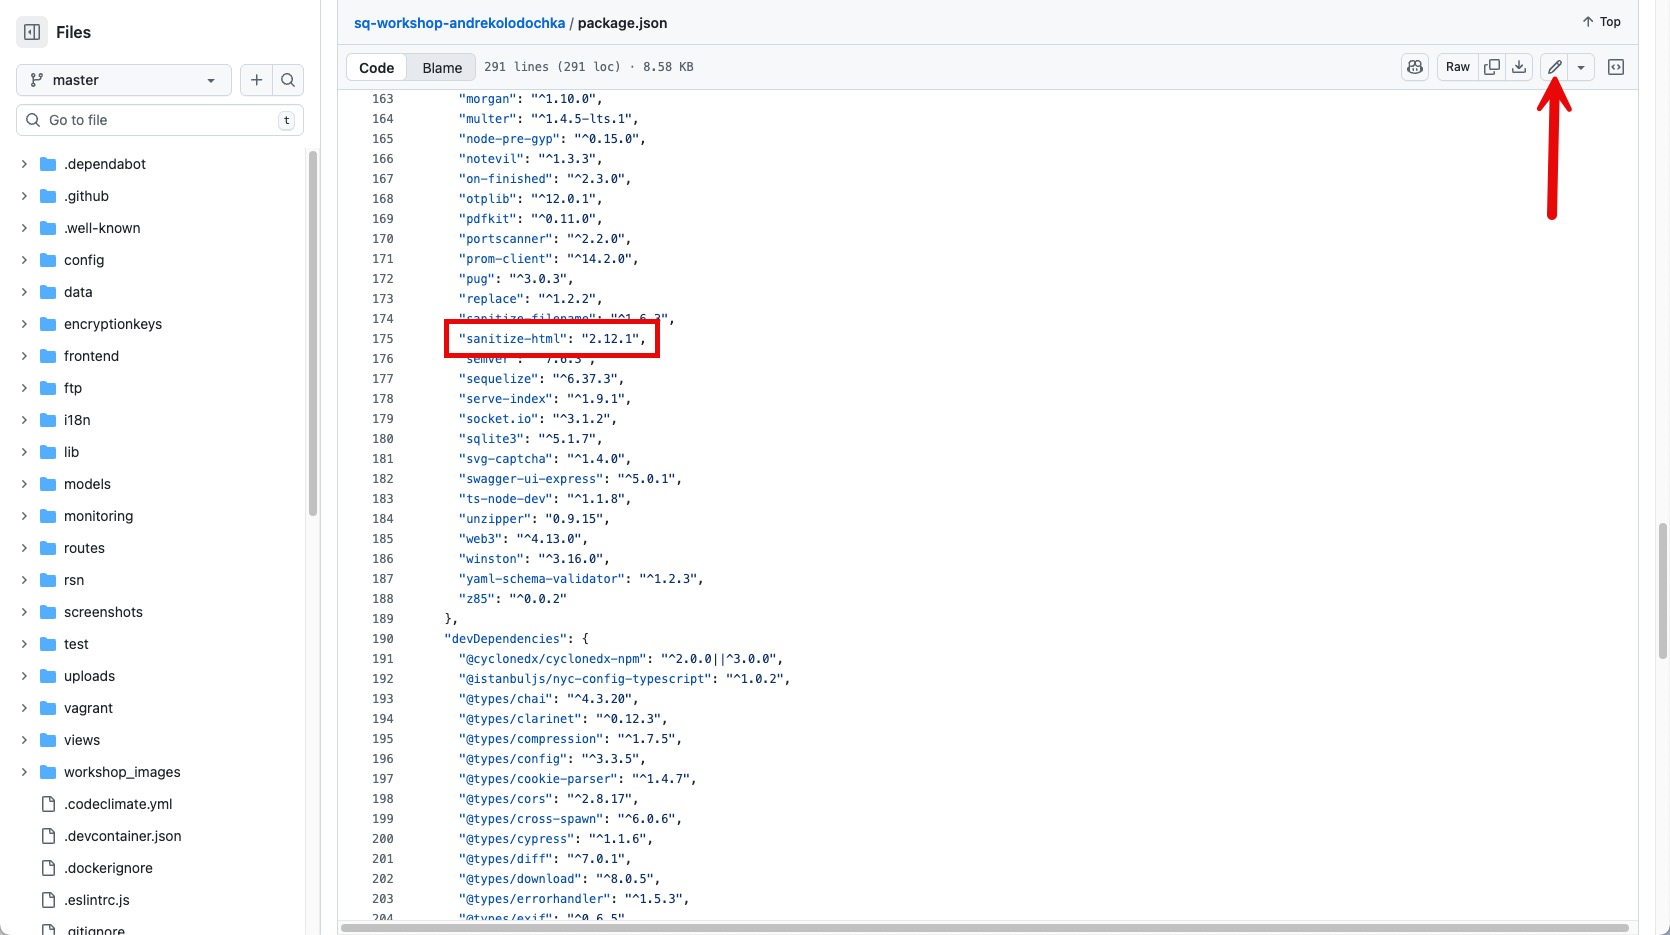 Files
master
Go to file
t
.dependabot
.github
.well-known
config
data
encryptionkeys
frontend
ftp
i18n
lib
models
monitoring
routes
rsn
screenshots
test
uploads
vagrant
views
workshop_images
.codeclimate.yml
.devcontainer.json
.dockerignore
.eslintrc.js
.gitignore
sq-workshop-andrekolodochka / package.json
Top
Code
Blame
291 lines (291 loc) · 8.58 KB
Raw
163 "morgan": "^1.10.0",
164 "multer": "^1.4.5-lts.1",
165 "node-pre-gyp": "^0.15.0",
166 "notevil": "^1.3.3",
167 "on-finished": "^2.3.0",
168 "otplib": "^12.0.1",
169 "pdfkit": "^0.11.0",
170 "portscanner": "^2.2.0",
171 "prom-client": "^14.2.0",
172 "pug": "^3.0.3",
173 "replace": "^1.2.2",
174 "sanitize-filename": "^1.6.3",
175 "sanitize-html": "2.12.1",
176 "semver": "^7.6.3",
177 "sequelize": "^6.37.3",
178 "serve-index": "^1.9.1",
179 "socket.io": "^3.1.2",
180 "sqlite3": "^5.1.7",
181 "svg-captcha": "^1.4.0",
182 "swagger-ui-express": "^5.0.1",
183 "ts-node-dev": "^1.1.8",
184 "unzipper": "0.9.15",
185 "web3": "^4.13.0",
186 "winston": "^3.16.0",
187 "yaml-schema-validator": "^1.2.3",
188 "z85": "^0.0.2"
189 },
190 "devDependencies": {
191 "@cyclonedx/cyclonedx-npm": "^2.0.0||^3.0.0",
192 "@istanbuljs/nyc-config-typescript": "^1.0.2",
193 "@types/chai": "^4.3.20",
194 "@types/clarinet": "^0.12.3",
195 "@types/compression": "^1.7.5",
196 "@types/config": "^3.3.5",
197 "@types/cookie-parser": "^1.4.7",
198 "@types/cors": "^2.8.17",
199 "@types/cross-spawn": "^6.0.6",
200 "@types/cypress": "^1.1.6",
201 "@types/diff": "^7.0.1",
202 "@types/download": "^8.0.5",
203 "@types/errorhandler": "^1.5.3",
204 "@types/exif": "^0.6.5"